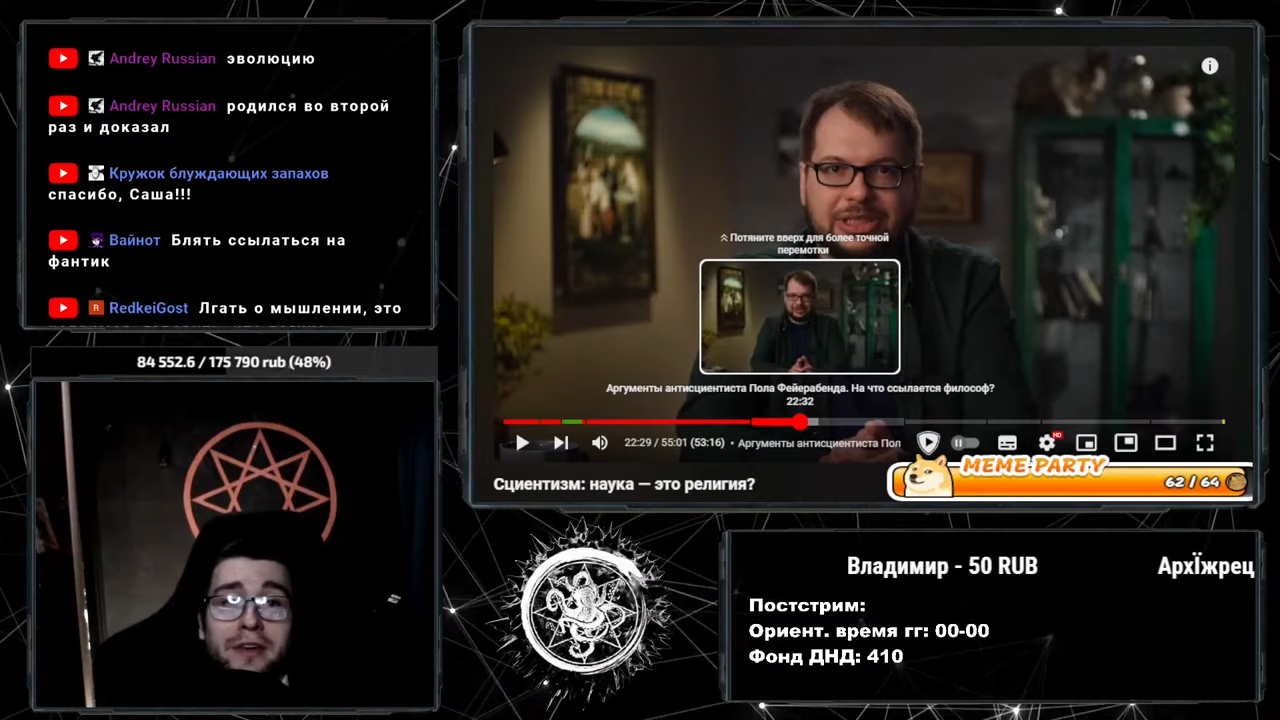 Andrey Russian эволюцию
Andrey Russian родился во второй
раз и доказал
Кружок блуждающих запахов
спасибо, Саша!!!
Вайнот Блять ссылаться на
фантик
R RedkeiGost Лгать о мышлении, это
84 552.6 / 175 790 rub (48%)
Потяните вверх для более точной
перемотки
Аргументы антисциентиста Пола Фейерабенда. На что ссылается философ?
22:32
22:29 / 55:01 (53:16) • Аргументы антисциентиста Пол
HD
Сциентизм: наука — это религия?
MEME PARTY
62 / 64
Владимир - 50 RUB
АрхЇжрец
Постстрим:
Ориент. время гг: 00-00
Фонд ДНД: 410